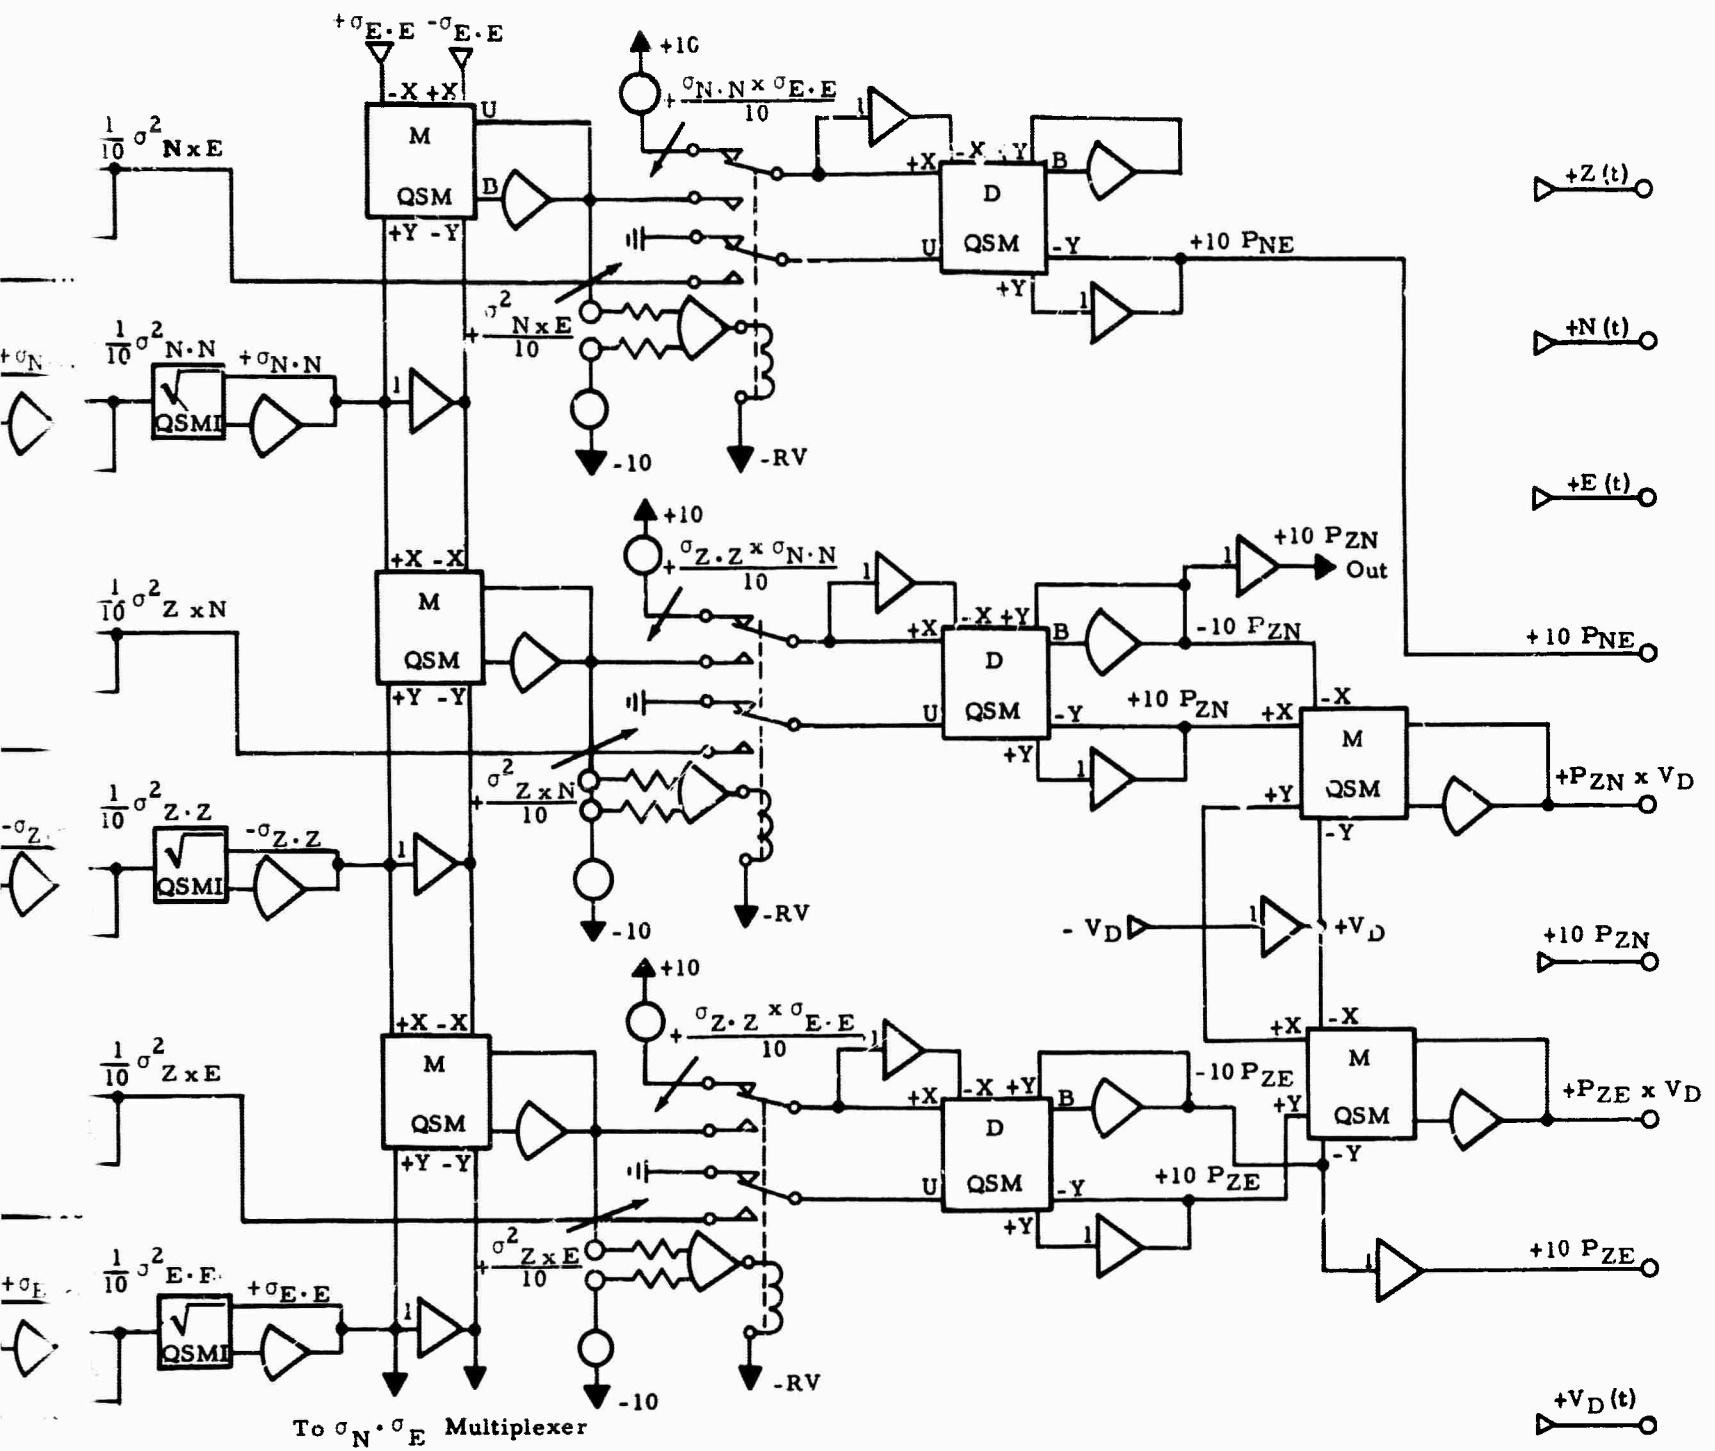 +σE·E -σE·E
+10
-X +X
U
M
QSM
B
+Y -Y
1/10 σ²N x E
+ σN·N x σE·E / 10
1
+X
-X +Y
B
D
QSM
U
-Y
+Y
1
+10 PNE
+Z (t)
+N (t)
+ σ²N x E / 10
+σN
1/10 σ²N·N
+σN·N
√
QSMI
1
-10
-RV
+E (t)
+10
+X -X
M
QSM
+Y -Y
1/10 σ²Z x N
+ σZ·Z x σN·N / 10
1
+X
-X +Y
B
D
QSM
U
-Y
+Y
1
1
+10 PZN
Out
-10 PZN
+10 PNE
+10 PZN
-X
+X
M
QSM
+Y
-Y
+PZN x VD
+ σ²Z x N / 10
-σZ
1/10 σ²Z·Z
-σZ·Z
√
QSMI
1
-10
-RV
- VD
1
+VD
+10 PZN
+10
+X -X
M
QSM
+Y -Y
1/10 σ²Z x E
+ σZ·Z x σE·E / 10
1
+X
-X +Y
B
D
QSM
U
-Y
+Y
1
-10 PZE
+10 PZE
+X
-X
M
QSM
+Y
-Y
+PZE x VD
1
+10 PZE
+ σ²Z x E / 10
+σE
1/10 σ²E·E
+σE·E
√
QSMI
1
-10
-RV
+VD (t)
To σN·σE Multiplexer